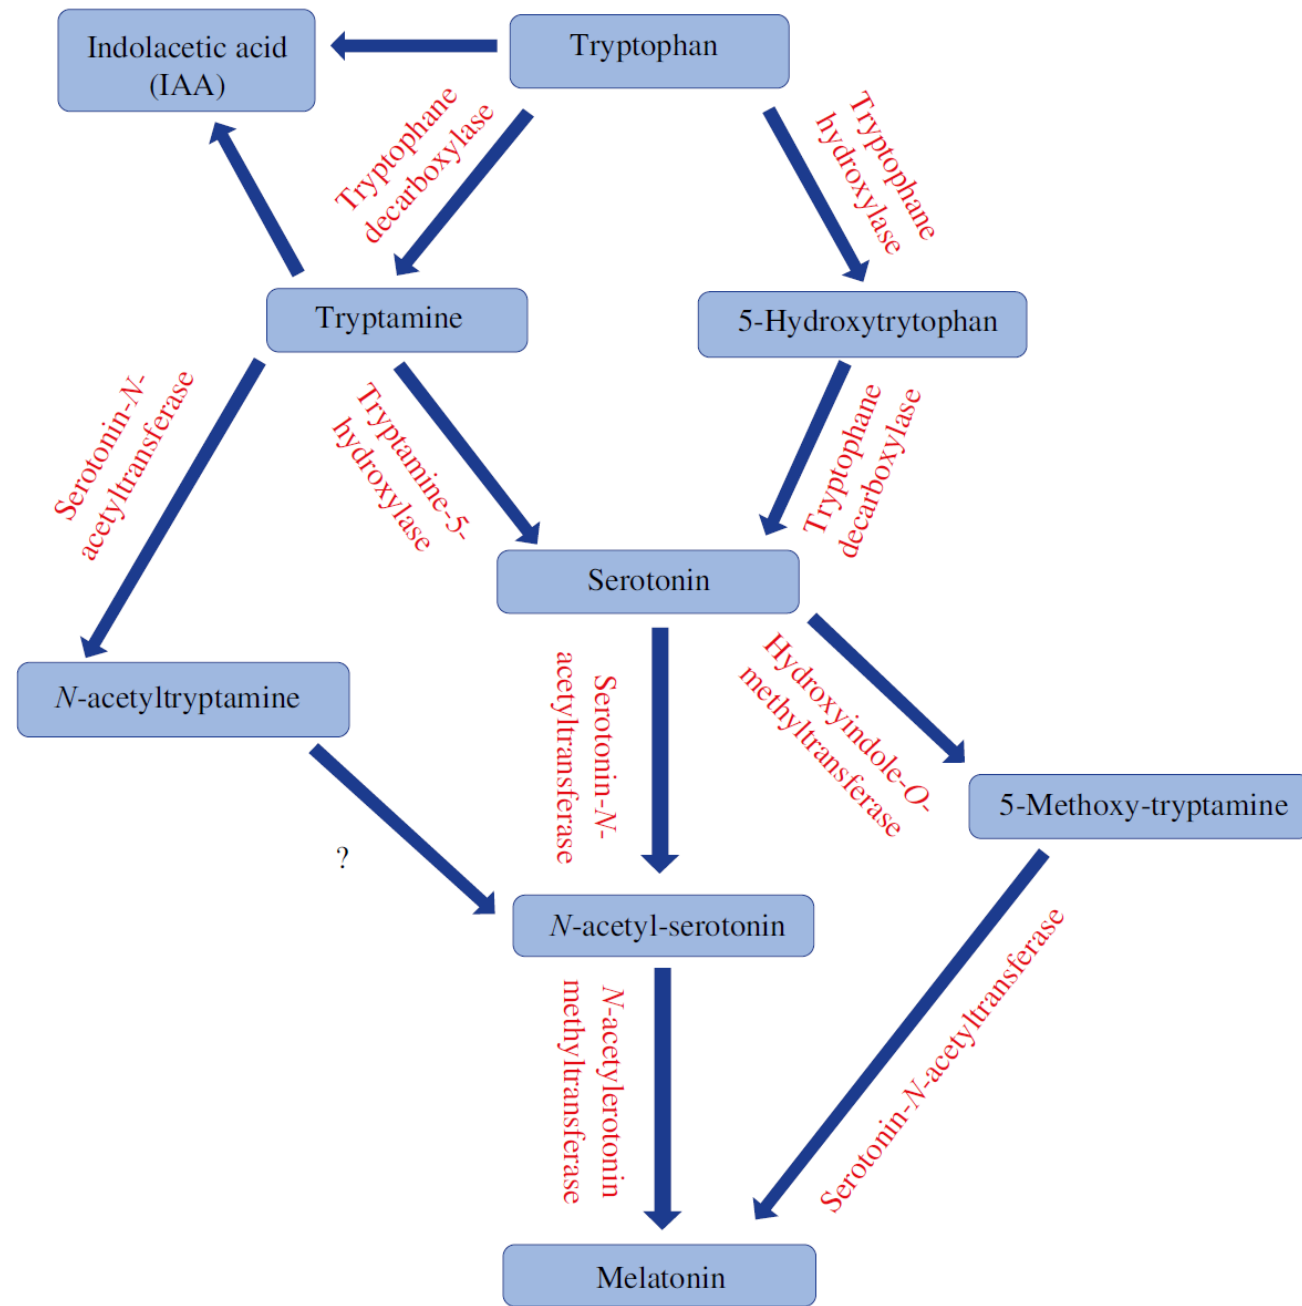 Indolacetic acid
(IAA)
Tryptophan
Tryptophane
decarboxylase
Tryptophane
hydroxylase
Tryptamine
5-Hydroxytrytophan
Serotonin-N-
acetyltransferase
Tryptamine-5-
hydroxylase
Tryptophane
decarboxylase
Serotonin
N-acetyltryptamine
Serotonin-N-
acetyltransferase
Hydroxyindole-O-
methyltransferase
5-Methoxy-tryptamine
?
N-acetyl-serotonin
N-acetylerotonin
methyltransferase
Serotonin-N-acetyltransferase
Melatonin